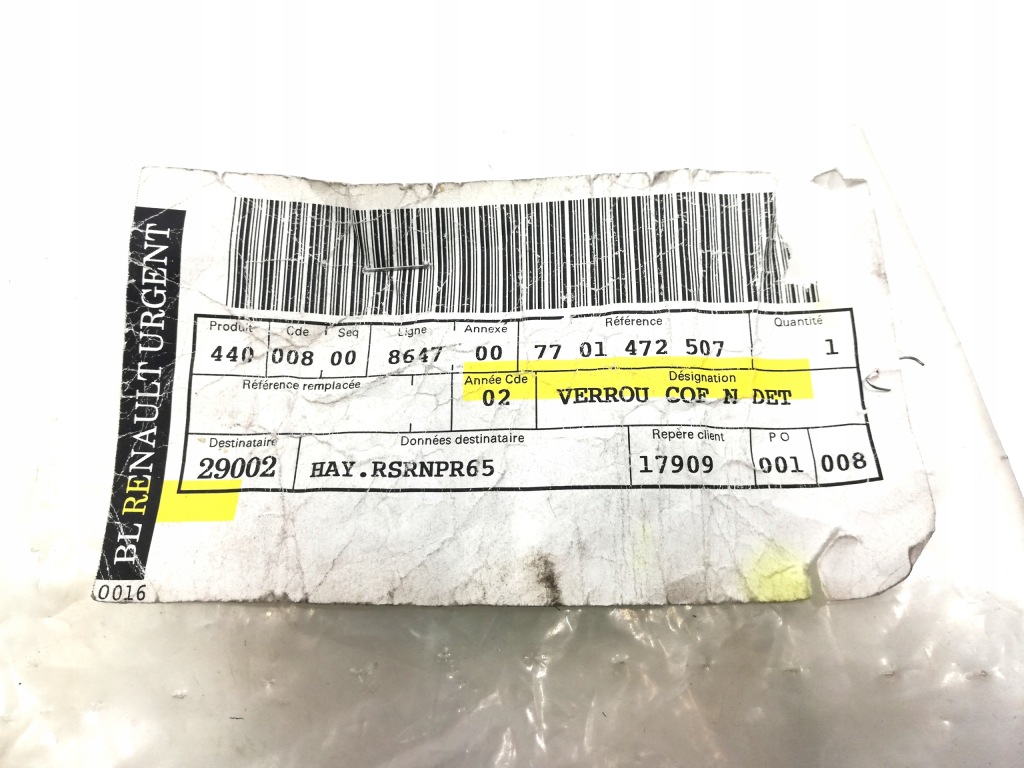 BL RENAULT URGENT
0016
Produit Cde Seq Ligne Annexe Référence Quantité
440 008 00 8647 00 77 01 472 507 1
Référence remplacée Année Cde Désignation
02 VERROU COF N DET
Destinataire Données destinataire Repère client P O
29002 HAY.RSRNPR65 17909 001 008